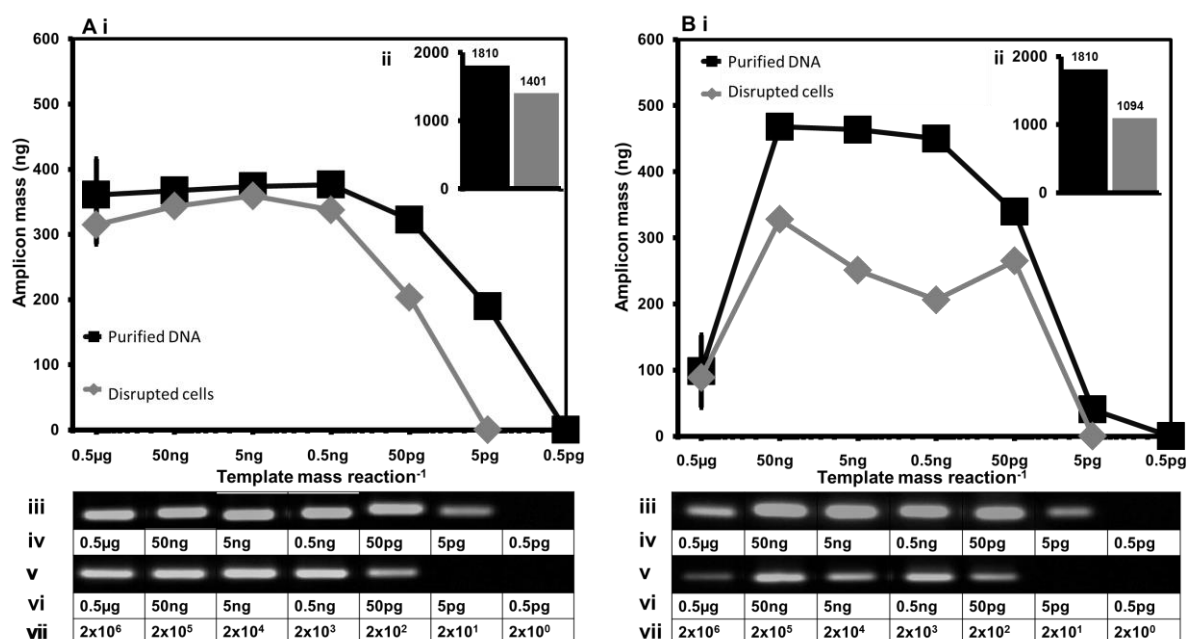 A i
600
500
400
300
200
100
0
Amplicon mass (ng)
ii
2000
1000
0
1810
1401
Purified DNA
Disrupted cells
0.5µg 50ng 5ng 0.5ng 50pg 5pg 0.5pg
Template mass reaction-1
iii
iv 0.5µg 50ng 5ng 0.5ng 50pg 5pg 0.5pg
v
vi 0.5µg 50ng 5ng 0.5ng 50pg 5pg 0.5pg
vii 2x10⁶ 2x10⁵ 2x10⁴ 2x10³ 2x10² 2x10¹ 2x10⁰
B i
600
500
400
300
200
100
0
Amplicon mass (ng)
Purified DNA
Disrupted cells
ii
2000
1000
0
1810
1094
0.5µg 50ng 5ng 0.5ng 50pg 5pg 0.5pg
Template mass reaction-1
iii
iv 0.5µg 50ng 5ng 0.5ng 50pg 5pg 0.5pg
v
vi 0.5µg 50ng 5ng 0.5ng 50pg 5pg 0.5pg
vii 2x10⁶ 2x10⁵ 2x10⁴ 2x10³ 2x10² 2x10¹ 2x10⁰